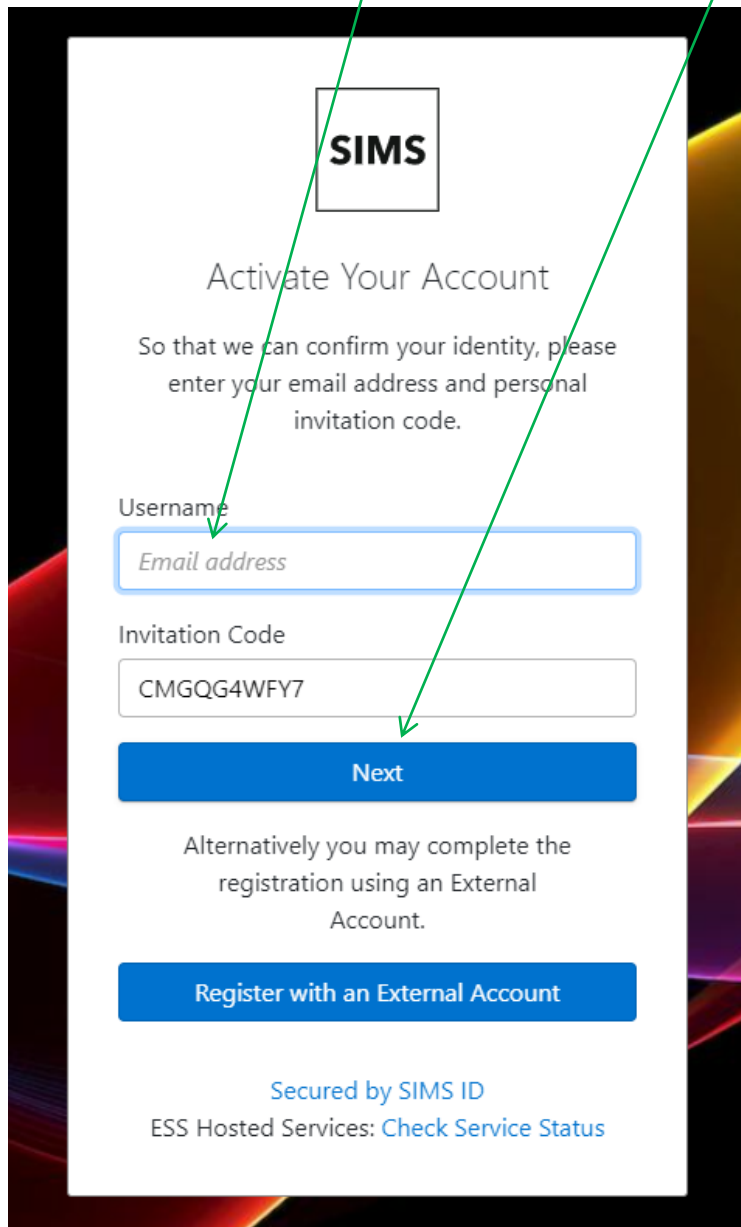 SIMS
Activate Your Account
So that we can confirm your identity, please
enter your email address and personal
invitation code.
Username
Email address
Invitation Code
CMGQG4WFY7
Next
Alternatively you may complete the
registration using an External
Account.
Register with an External Account
Secured by SIMS ID
ESS Hosted Services: Check Service Status